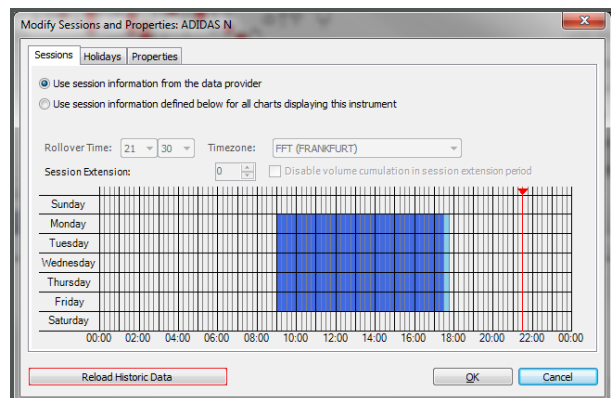 Modify Sessions and Properties: ADIDAS N
Sessions Holidays Properties
Use session information from the data provider
Use session information defined below for all charts displaying this instrument
Rollover Time: 21 30 Timezone: FFT (FRANKFURT)
Session Extension: 0 Disable volume cumulation in session extension period
Sunday
Monday
Tuesday
Wednesday
Thursday
Friday
Saturday
00:00 02:00 04:00 06:00 08:00 10:00 12:00 14:00 16:00 18:00 20:00 22:00 00:00
Reload Historic Data OK Cancel